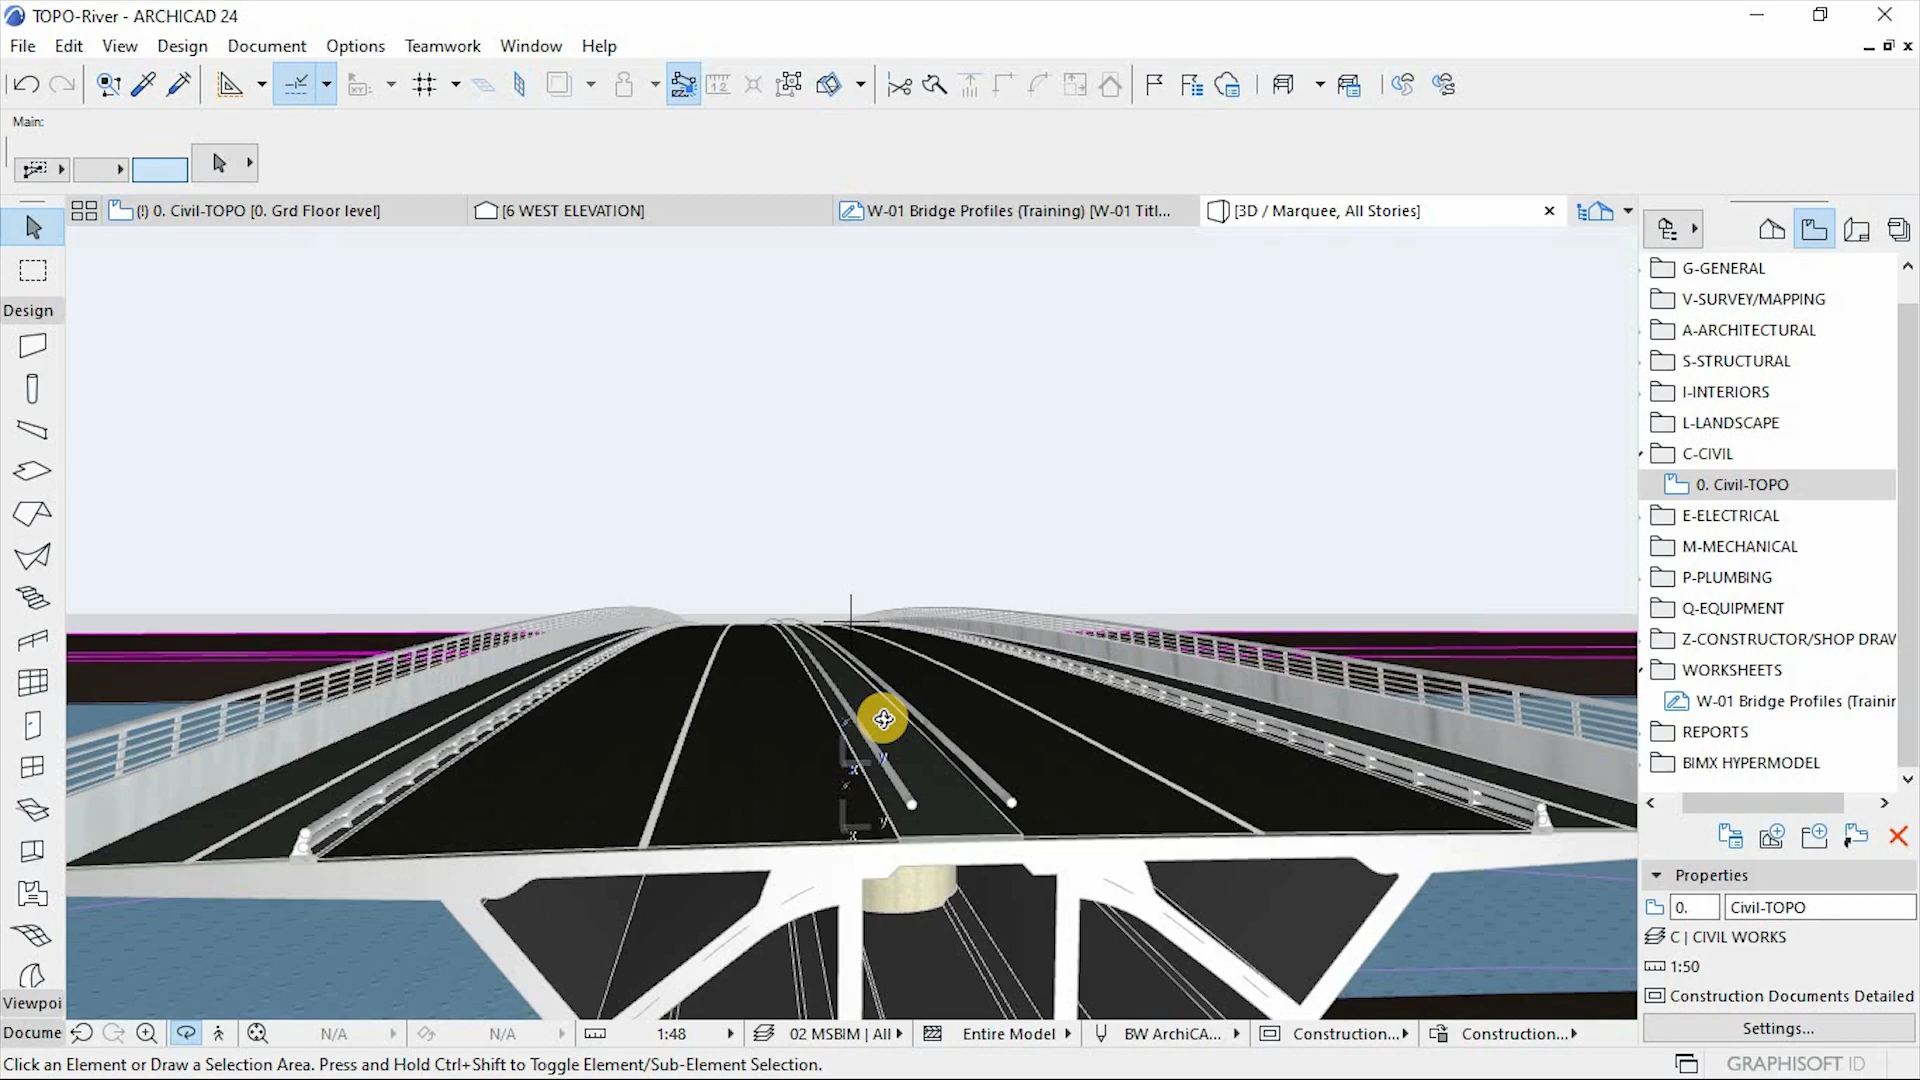 TOPO-River - ARCHICAD 24
File Edit View Design Document Options Teamwork Window Help
Main:
(!) 0. Civil-TOPO [0. Grd Floor level]
[6 WEST ELEVATION]
W-01 Bridge Profiles (Training) [W-01 Titl...
[3D / Marquee, All Stories]
Design
G-GENERAL
V-SURVEY/MAPPING
A-ARCHITECTURAL
S-STRUCTURAL
I-INTERIORS
L-LANDSCAPE
C-CIVIL
0. Civil-TOPO
E-ELECTRICAL
M-MECHANICAL
P-PLUMBING
Q-EQUIPMENT
Z-CONSTRUCTOR/SHOP DRAW
WORKSHEETS
W-01 Bridge Profiles (Trainir
REPORTS
BIMX HYPERMODEL
Properties
0. Civil-TOPO
C | CIVIL WORKS
1:50
Construction Documents Detailed
Settings...
Viewpoi
Docume
N/A
N/A
1:48
02 MSBIM | All
Entire Model
BW ArchiCA...
Construction...
Construction...
Click an Element or Draw a Selection Area. Press and Hold Ctrl+Shift to Toggle Element/Sub-Element Selection.
GRAPHISOFT ID